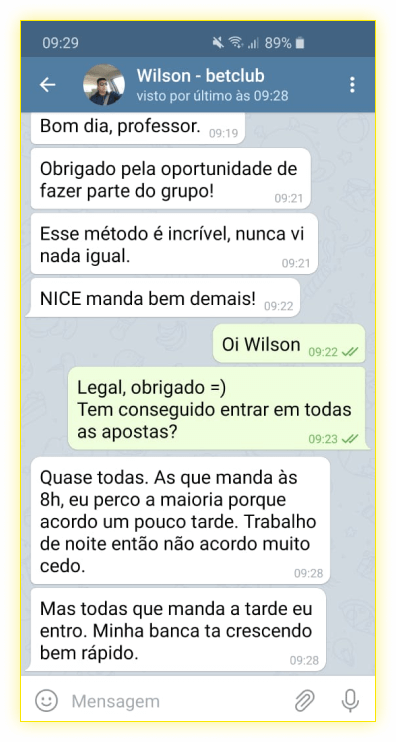 09:29
89%
Wilson - betclub
visto por último às 09:28
Bom dia, professor. 09:19
Obrigado pela oportunidade de
fazer parte do grupo! 09:21
Esse método é incrível, nunca vi
nada igual. 09:21
NICE manda bem demais! 09:22
Oi Wilson 09:22
Legal, obrigado =)
Tem conseguido entrar em todas
as apostas? 09:23
Quase todas. As que manda às
8h, eu perco a maioria porque
acordo um pouco tarde. Trabalho
de noite então não acordo muito
cedo. 09:28
Mas todas que manda a tarde eu
entro. Minha banca ta crescendo
bem rápido. 09:28
Mensagem